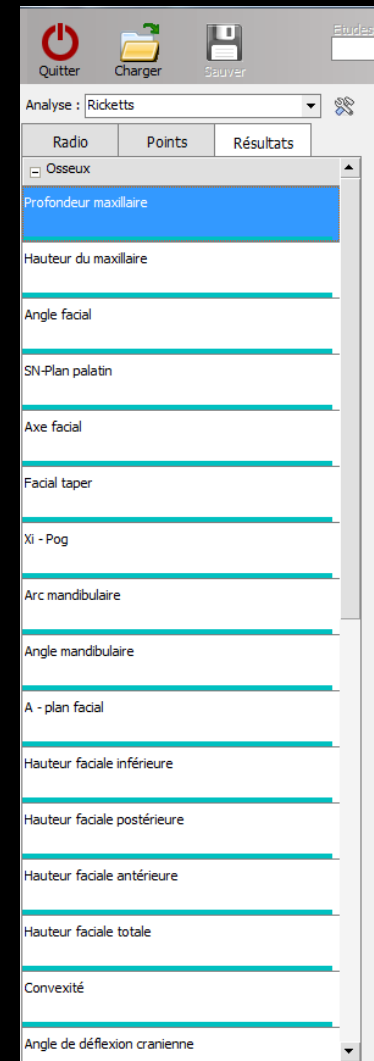 Etudes
Quitter Charger Sauver
Analyse : Ricketts
Radio Points Résultats
Osseux
Profondeur maxillaire
Hauteur du maxillaire
Angle facial
SN-Plan palatin
Axe facial
Facial taper
Xi - Pog
Arc mandibulaire
Angle mandibulaire
A - plan facial
Hauteur faciale inférieure
Hauteur faciale postérieure
Hauteur faciale antérieure
Hauteur faciale totale
Convexité
Angle de déflexion cranienne